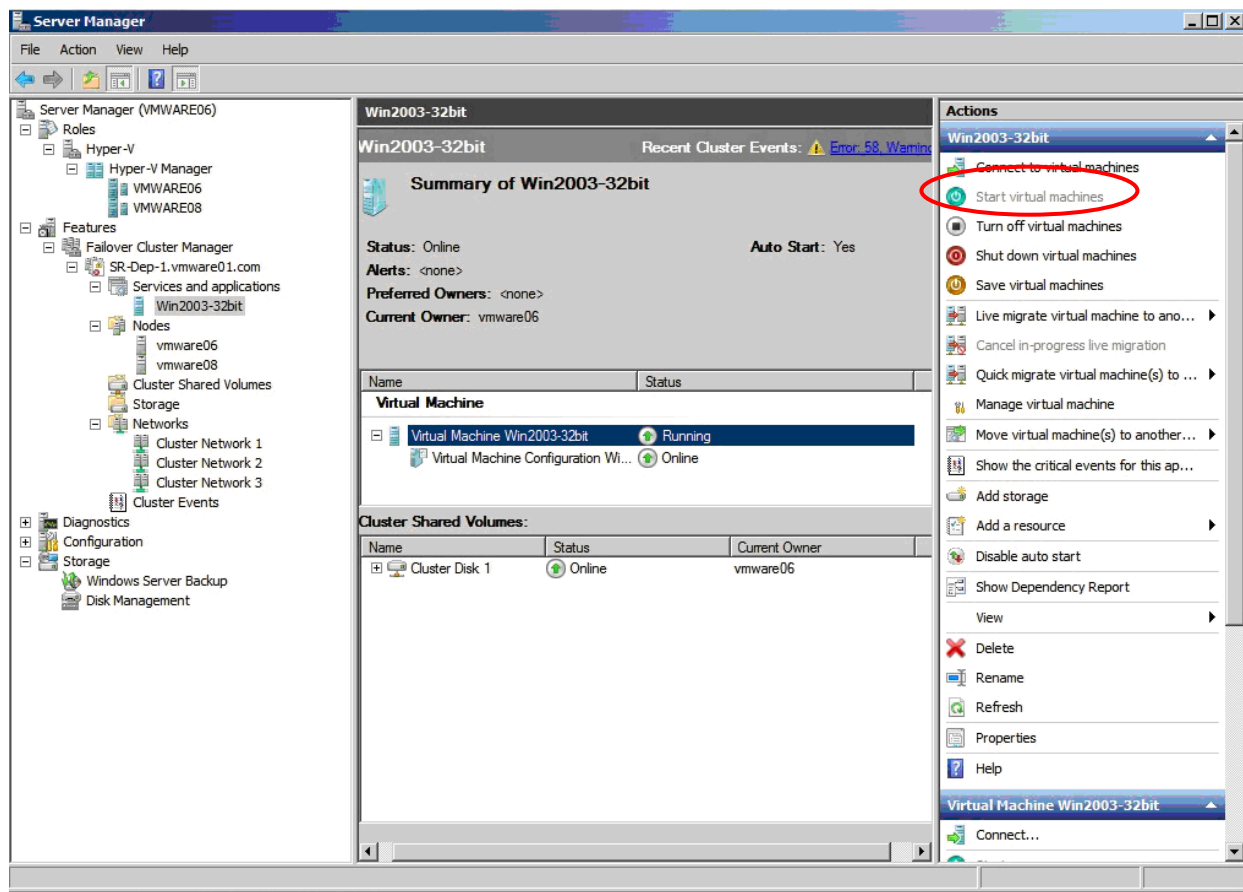 Server Manager
File Action View Help
Server Manager (VMWARE06)
Roles
Hyper-V
Hyper-V Manager
VMWARE06
VMWARE08
Features
Failover Cluster Manager
SR-Dep-1.vmware01.com
Services and applications
Win2003-32bit
Nodes
vmware06
vmware08
Cluster Shared Volumes
Storage
Networks
Cluster Network 1
Cluster Network 2
Cluster Network 3
Cluster Events
Diagnostics
Configuration
Storage
Windows Server Backup
Disk Management
Win2003-32bit
Win2003-32bit Recent Cluster Events: Error: 58, Warning
Summary of Win2003-32bit
Status: Online Auto Start: Yes
Alerts: <none>
Preferred Owners: <none>
Current Owner: vmware06
Name Status
Virtual Machine
Virtual Machine Win2003-32bit Running
Virtual Machine Configuration Wi... Online
Cluster Shared Volumes:
Name Status Current Owner
Cluster Disk 1 Online vmware06
Actions
Win2003-32bit
Connect to virtual machines
Start virtual machines
Turn off virtual machines
Shut down virtual machines
Save virtual machines
Live migrate virtual machine to ano...
Cancel in-progress live migration
Quick migrate virtual machine(s) to ...
Manage virtual machine
Move virtual machine(s) to another...
Show the critical events for this ap...
Add storage
Add a resource
Disable auto start
Show Dependency Report
View
Delete
Rename
Refresh
Properties
Help
Virtual Machine Win2003-32bit
Connect...